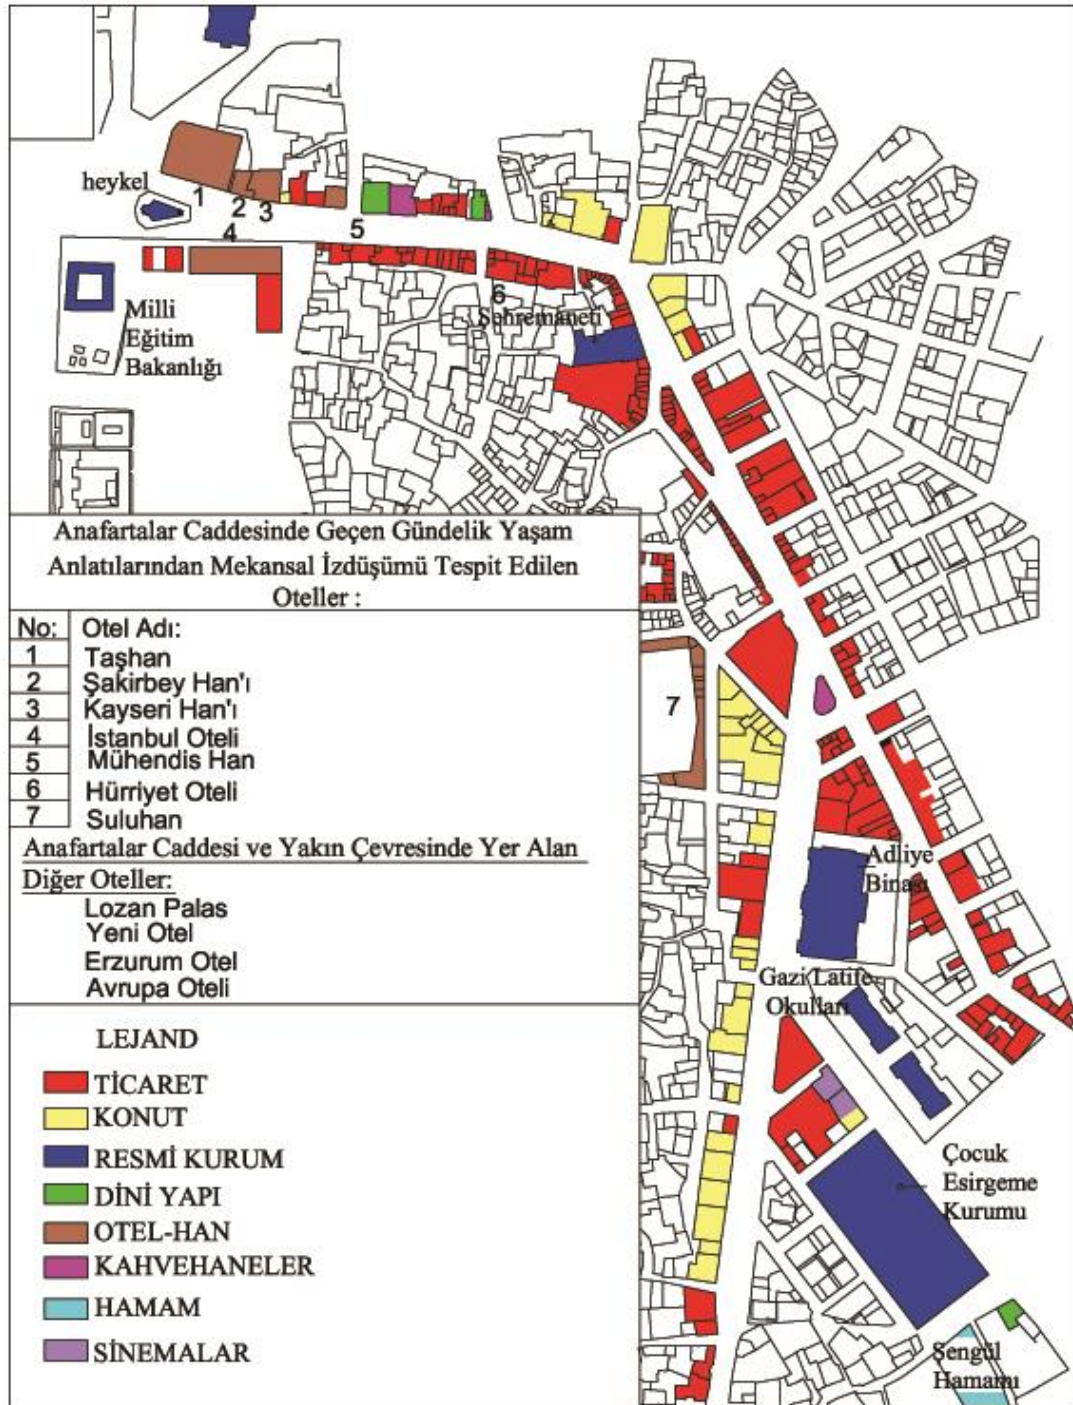 heykel
1
2
3
4
5
6
Şehremaneti
Milli
Eğitim
Bakanlığı
Anafartalar Caddesinde Geçen Gündelik Yaşam
Anlatılarından Mekansal İzdüşümü Tespit Edilen
Oteller :
No: Otel Adı:
1 Taşhan
2 Şakirbey Han'ı
3 Kayseri Han'ı
4 İstanbul Oteli
5 Mühendis Han
6 Hürriyet Oteli
7 Suluhan
Anafartalar Caddesi ve Yakın Çevresinde Yer Alan
Diğer Oteller:
Lozan Palas
Yeni Otel
Erzurum Otel
Avrupa Oteli
7
Adliye
Binası
Gazi Latife
Okulları
Çocuk
Esirgeme
Kurumu
Şengül
Hamamı
LEJAND
TİCARET
KONUT
RESMİ KURUM
DİNİ YAPI
OTEL-HAN
KAHVEHANELER
HAMAM
SİNEMALAR